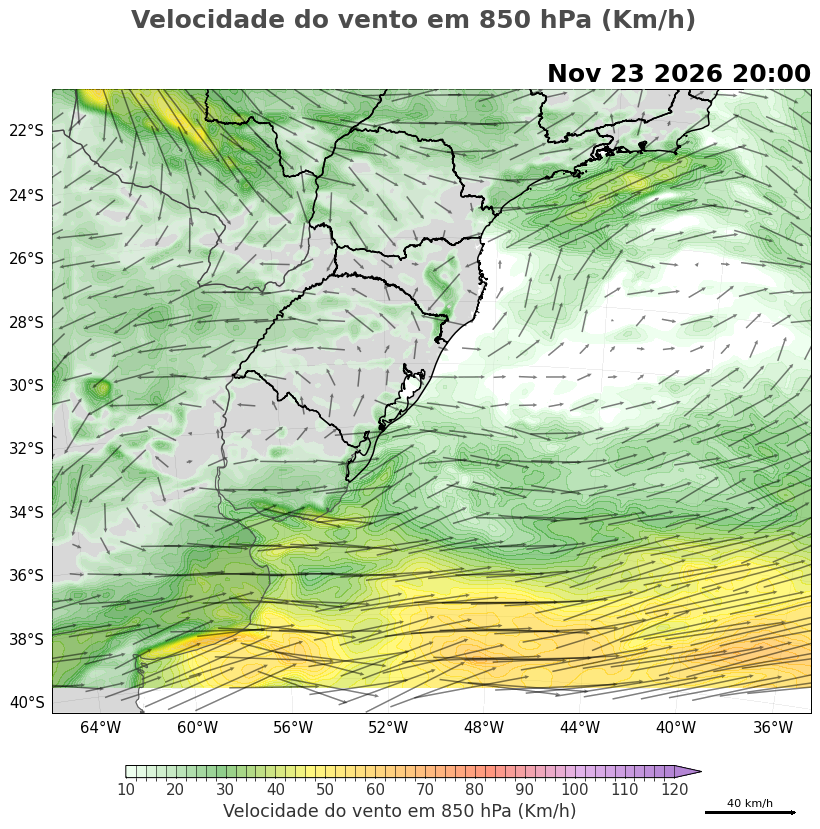 Velocidade do vento em 850 hPa (Km/h)
Nov 23 2026 20:00
22°S
24°S
26°S
28°S
30°S
32°S
34°S
36°S
38°S
40°S
64°W 60°W 56°W 52°W 48°W 44°W 40°W 36°W
10 20 30 40 50 60 70 80 90 100 110 120
Velocidade do vento em 850 hPa (Km/h)
40 km/h